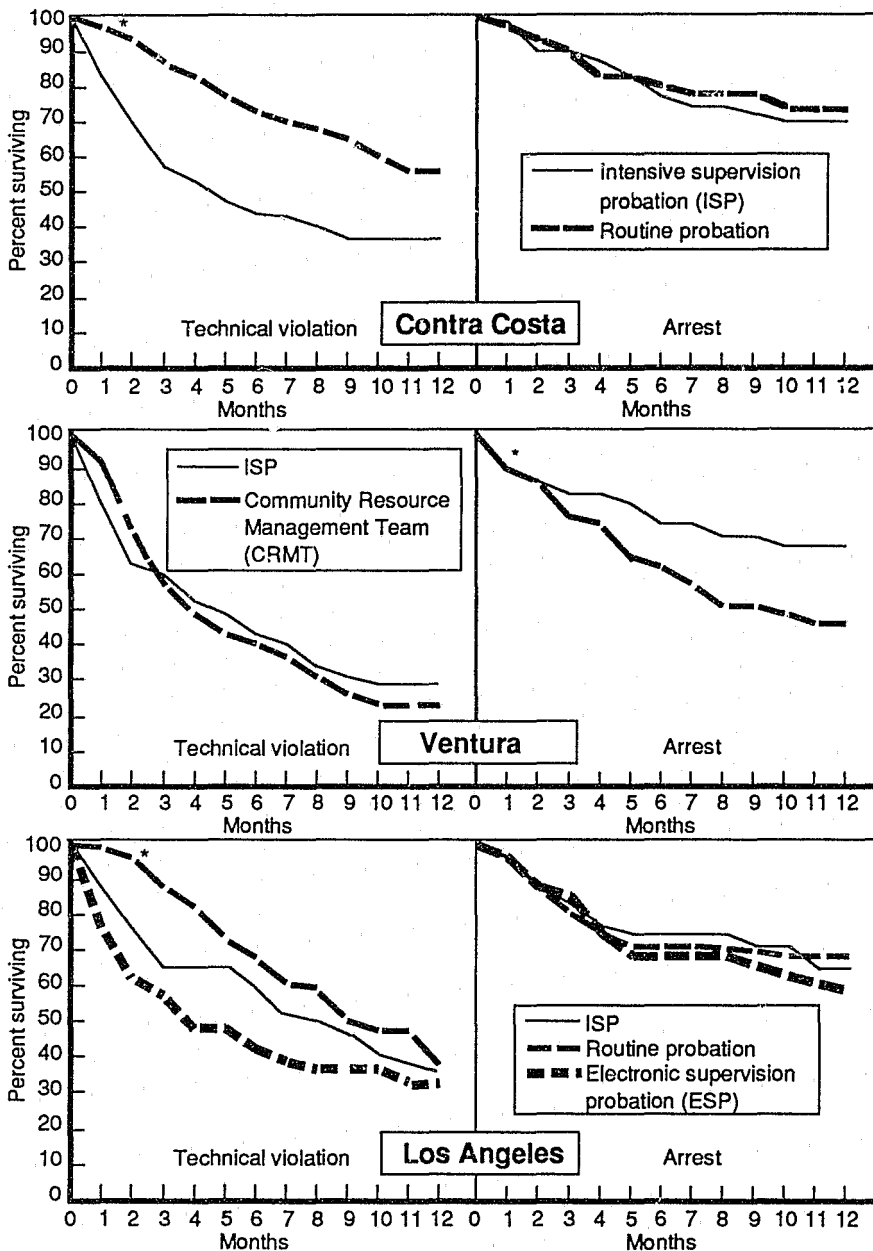 100
90
80
70
60
50
40
30
20
10
0
Percent surviving
*
intensive supervision
probation (ISP)
Routine probation
Technical violation
Contra Costa
Arrest
0 1 2 3 4 5 6 7 8 9 10 11 12
0 1 2 3 4 5 6 7 8 9 10 11 12
Months
Months
100
90
80
70
60
50
40
30
20
10
0
Percent surviving
ISP
Community Resource
Management Team
(CRMT)
*
Technical violation
Ventura
Arrest
0 1 2 3 4 5 6 7 8 9 10 11 12
0 1 2 3 4 5 6 7 8 9 10 11 12
Months
Months
100
90
80
70
60
50
40
30
20
10
0
Percent surviving
*
ISP
Routine probation
Electronic supervision
probation (ESP)
Technical violation
Los Angeles
Arrest
0 1 2 3 4 5 6 7 8 9 10 11 12
0 1 2 3 4 5 6 7 8 9 10 11 12
Months
Months